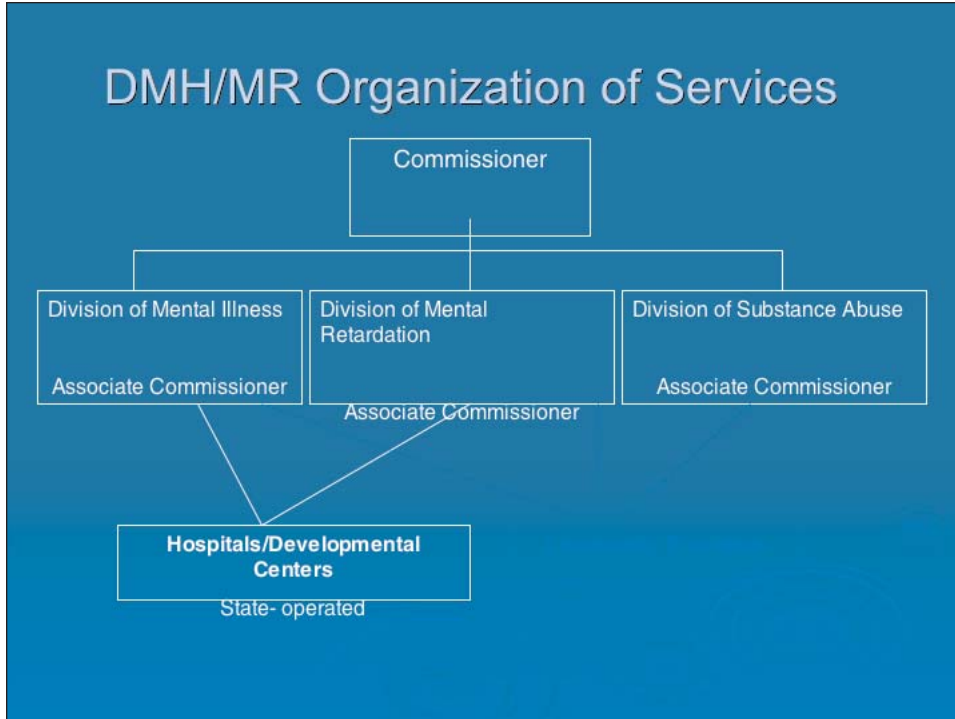 DMH/MR Organization of Services
Commissioner
Division of Mental Illness
Associate Commissioner
Division of Mental
Retardation
Associate Commissioner
Division of Substance Abuse
Associate Commissioner
Hospitals/Developmental
Centers
State- operated